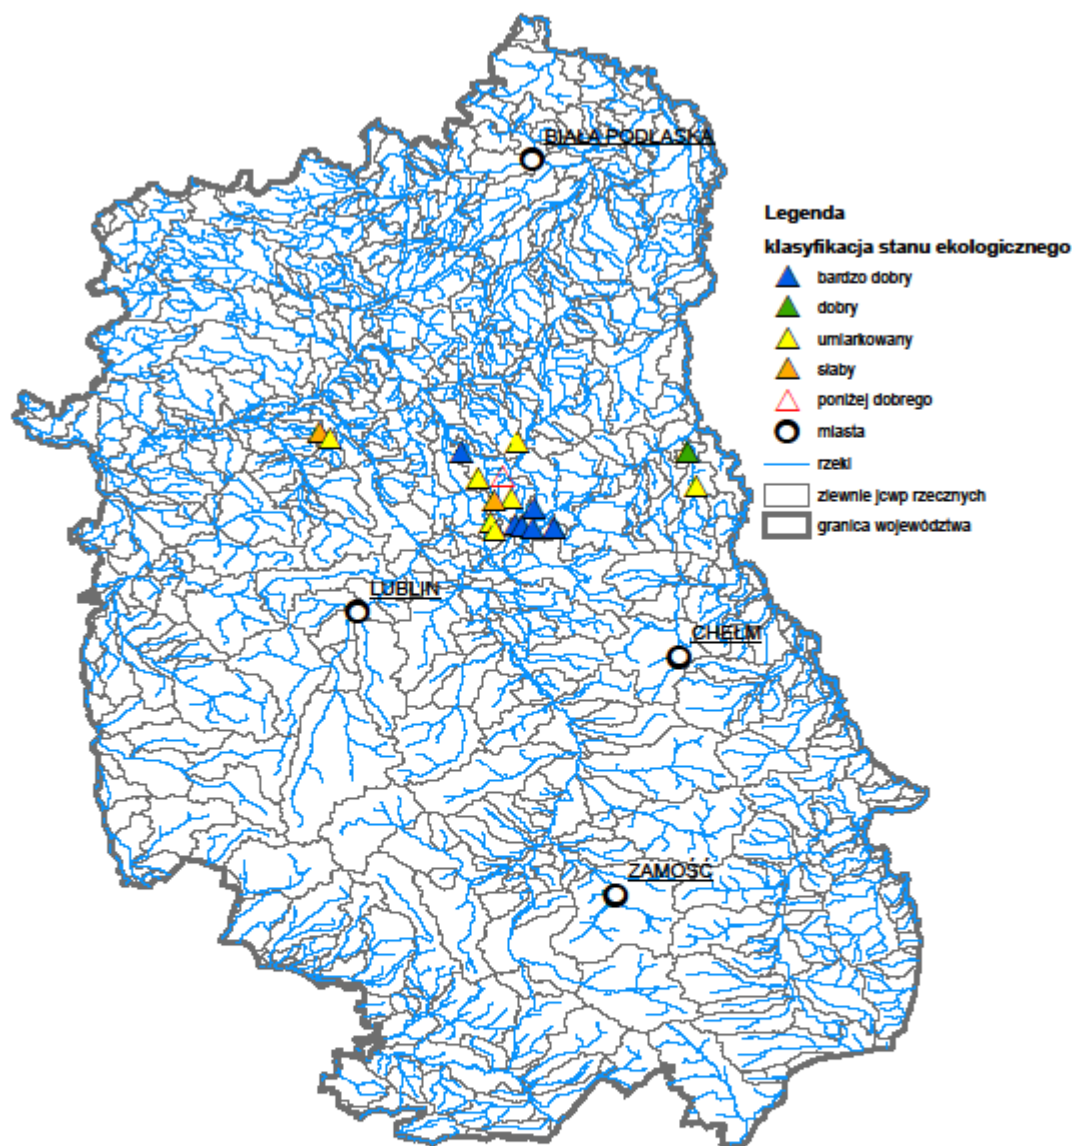 BIAŁA PODLASKA
Legenda
klasyfikacja stanu ekologicznego
bardzo dobry
dobry
umiarkowany
słaby
poniżej dobrego
miasta
rzeki
zlewnie jcwp rzecznych
granica województwa
LUBLIN
CHEŁM
ZAMOŚĆ